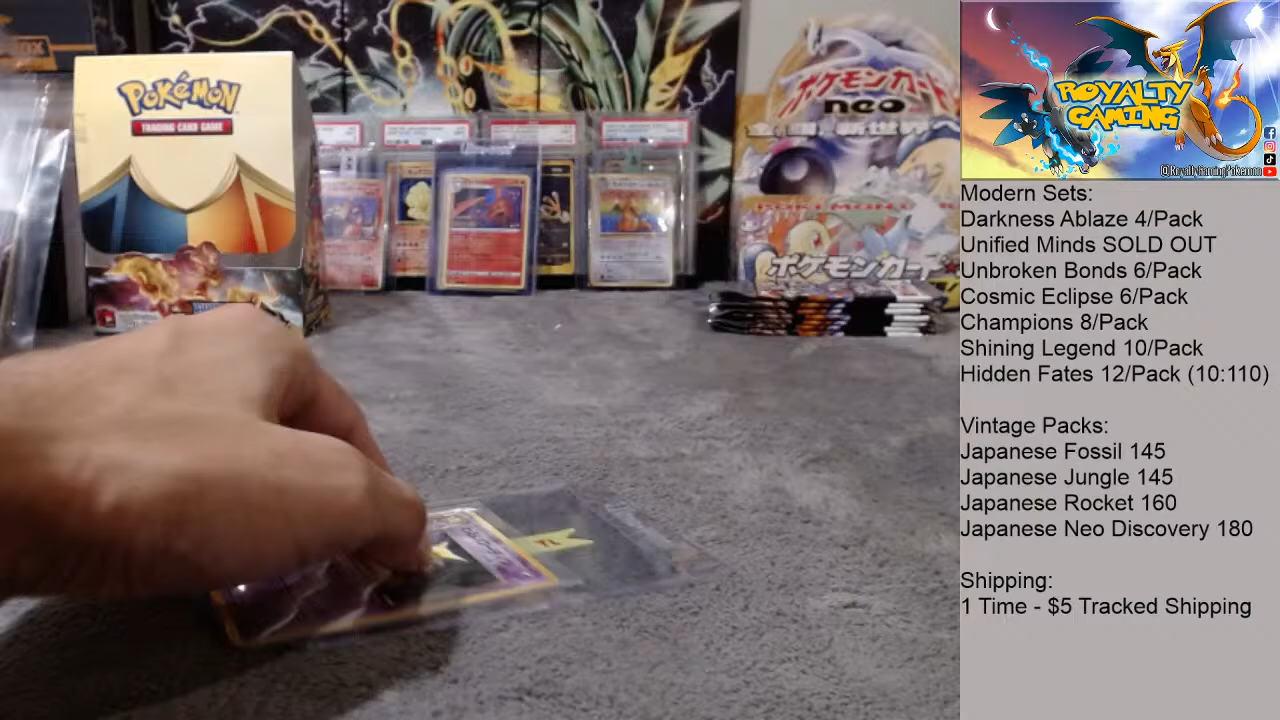 POKÉMON
TRADING CARD GAME
ポケモンカード
neo
ポケモンカード
ROYALTY
GAMING
@RoyaltyGamingPokemon
Modern Sets:
Darkness Ablaze 4/Pack
Unified Minds SOLD OUT
Unbroken Bonds 6/Pack
Cosmic Eclipse 6/Pack
Champions 8/Pack
Shining Legend 10/Pack
Hidden Fates 12/Pack (10:110)
Vintage Packs:
Japanese Fossil 145
Japanese Jungle 145
Japanese Rocket 160
Japanese Neo Discovery 180
Shipping:
1 Time - $5 Tracked Shipping